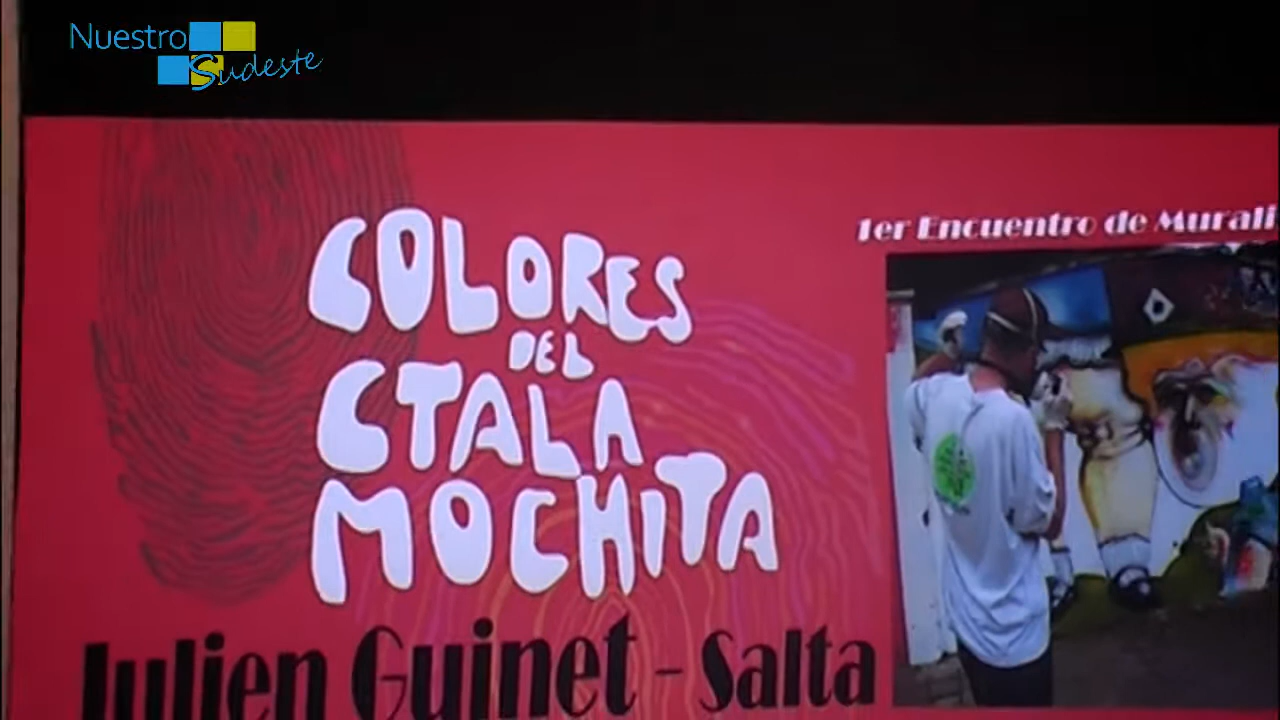 Nuestro
Sudeste
COLORES
DEL
CTALA
MOCHITA
1er Encuentro de Murali
Julien Guinet - Salta